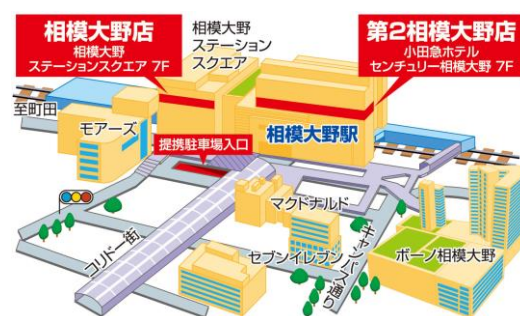 相模大野店
相模大野
ステーションスクエア 7F
相模大野
ステーション
スクエア
第2相模大野店
小田急ホテル
センチュリー相模大野 7F
至町田
モアーズ
提携駐車場入口
相模大野駅
マクドナルド
コリドー街
セブンイレブン
キャンパス通り
ボーノ相模大野